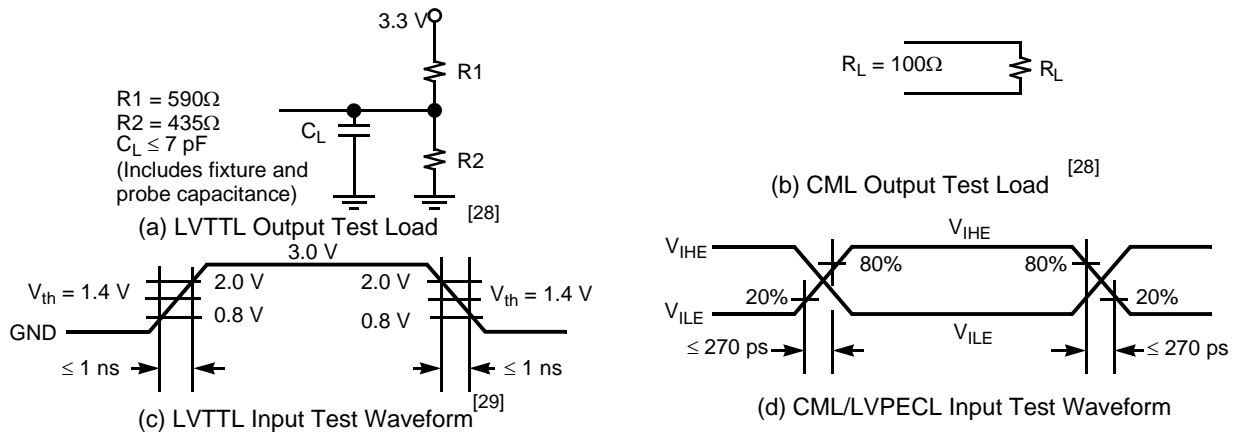 3.3 V
R1
R1 = 590Ω
R2 = 435Ω
C_L ≤ 7 pF
(Includes fixture and
probe capacitance)
C_L
R2
(a) LVTTL Output Test Load [28]
R_L = 100Ω
R_L
(b) CML Output Test Load [28]
3.0 V
V_th = 1.4 V
2.0 V
0.8 V
2.0 V
0.8 V
V_th = 1.4 V
GND
≤ 1 ns
≤ 1 ns
(c) LVTTL Input Test Waveform [29]
V_IHE
V_IHE
80%
80%
20%
20%
V_ILE
V_ILE
≤ 270 ps
≤ 270 ps
(d) CML/LVPECL Input Test Waveform